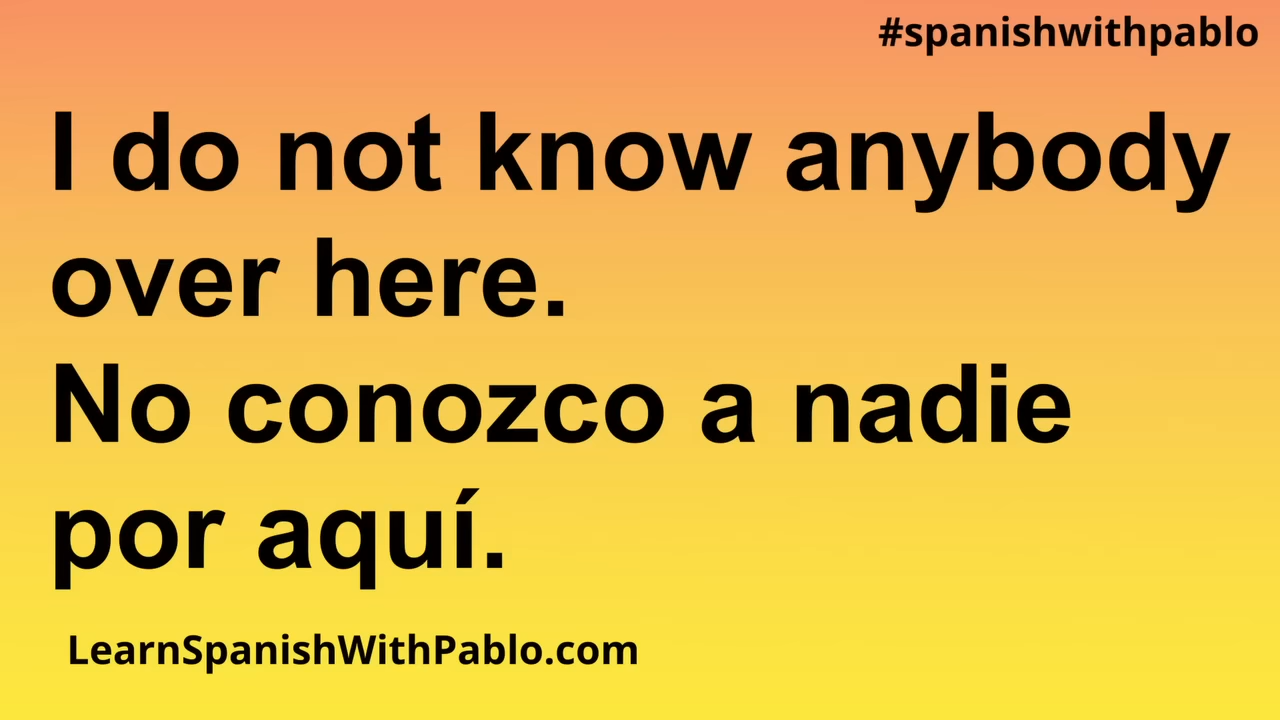 #spanishwithpablo
I do not know anybody
over here.
No conozco a nadie
por aquí.
LearnSpanishWithPablo.com